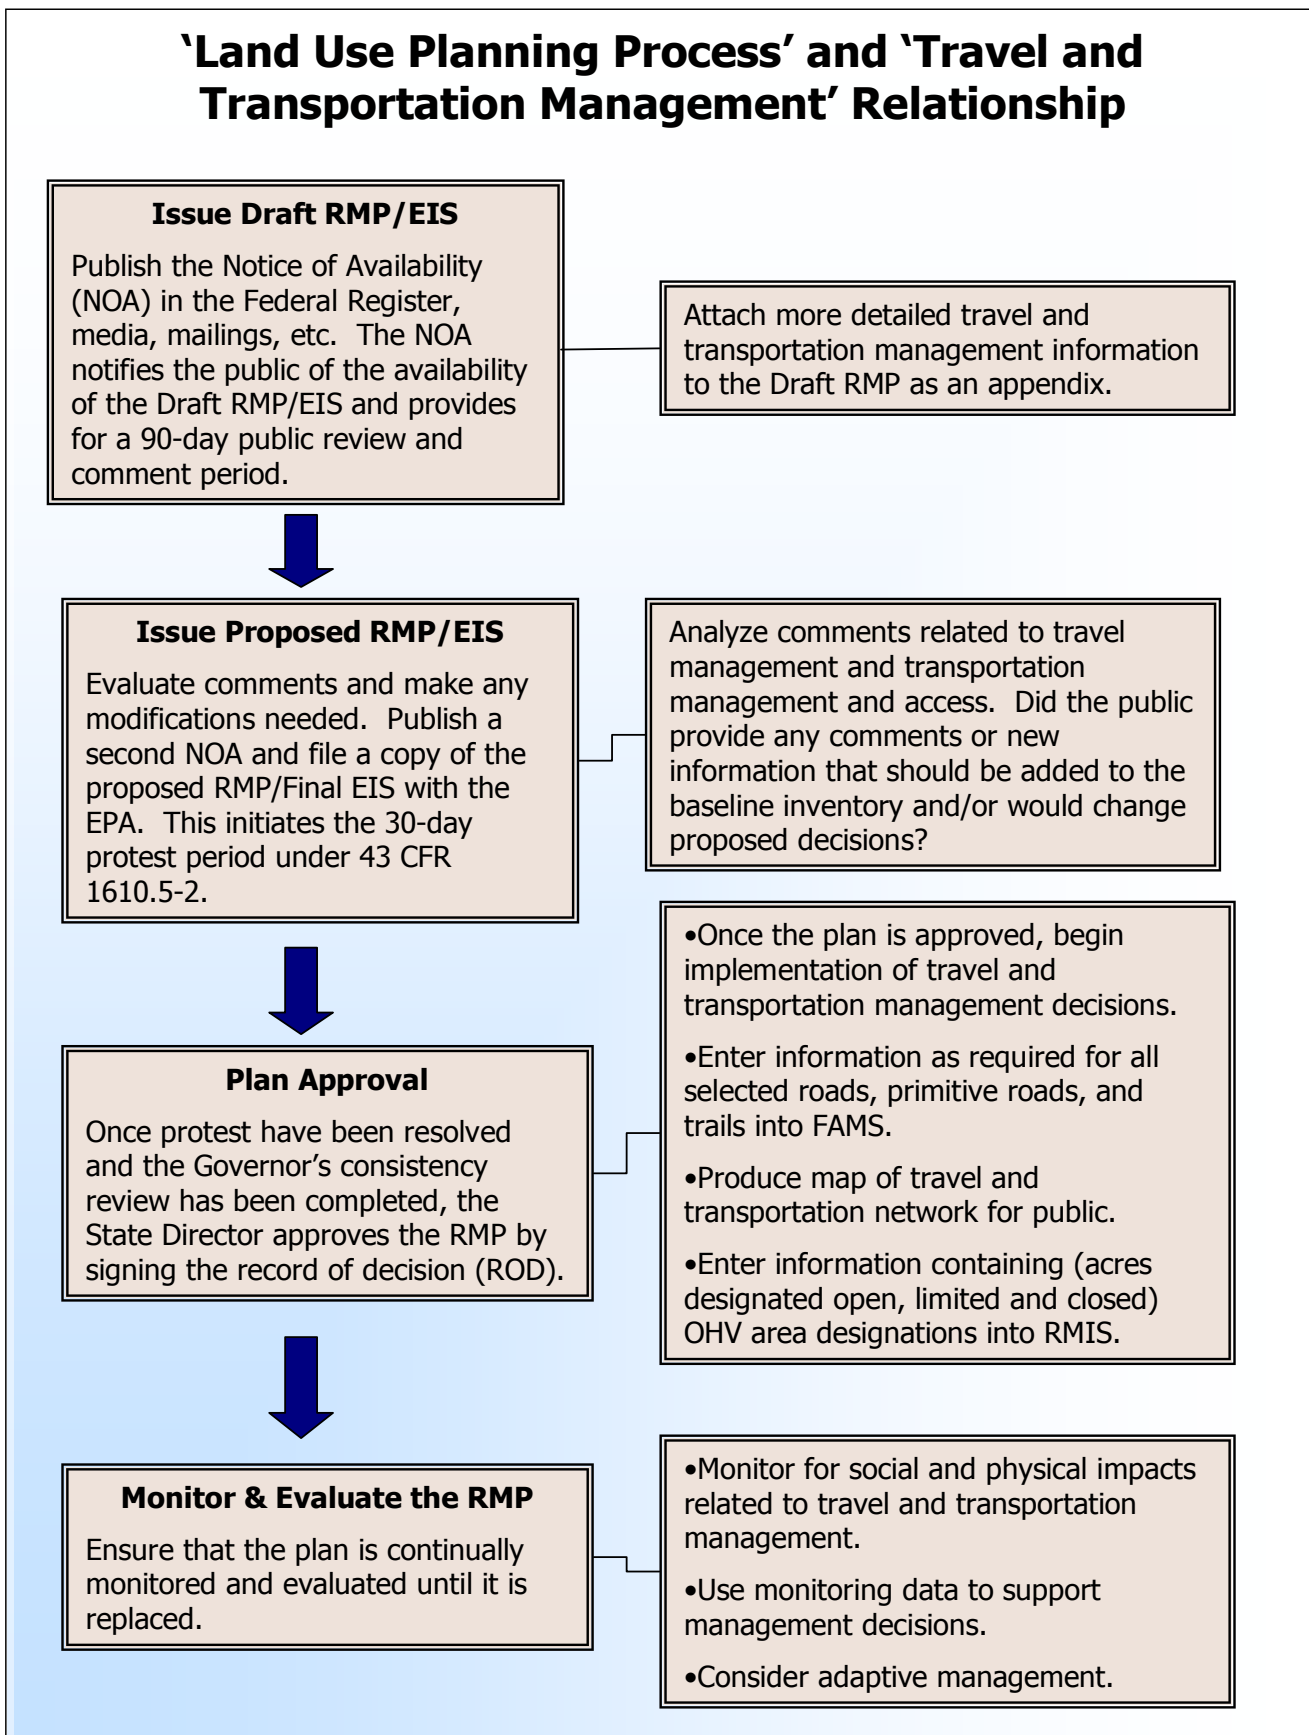 ‘Land Use Planning Process’ and ‘Travel and
Transportation Management’ Relationship
Issue Draft RMP/EIS
Publish the Notice of Availability
(NOA) in the Federal Register,
media, mailings, etc.  The NOA
notifies the public of the availability
of the Draft RMP/EIS and provides
for a 90-day public review and
comment period.
Attach more detailed travel and
transportation management information
to the Draft RMP as an appendix.
Issue Proposed RMP/EIS
Evaluate comments and make any
modifications needed.  Publish a
second NOA and file a copy of the
proposed RMP/Final EIS with the
EPA.  This initiates the 30-day
protest period under 43 CFR
1610.5-2.
Analyze comments related to travel
management and transportation
management and access.  Did the public
provide any comments or new
information that should be added to the
baseline inventory and/or would change
proposed decisions?
Plan Approval
Once protest have been resolved
and the Governor’s consistency
review has been completed, the
State Director approves the RMP by
signing the record of decision (ROD).
•Once the plan is approved, begin
implementation of travel and
transportation management decisions.
•Enter information as required for all
selected roads, primitive roads, and
trails into FAMS.
•Produce map of travel and
transportation network for public.
•Enter information containing (acres
designated open, limited and closed)
OHV area designations into RMIS.
Monitor & Evaluate the RMP
Ensure that the plan is continually
monitored and evaluated until it is
replaced.
•Monitor for social and physical impacts
related to travel and transportation
management.
•Use monitoring data to support
management decisions.
•Consider adaptive management.